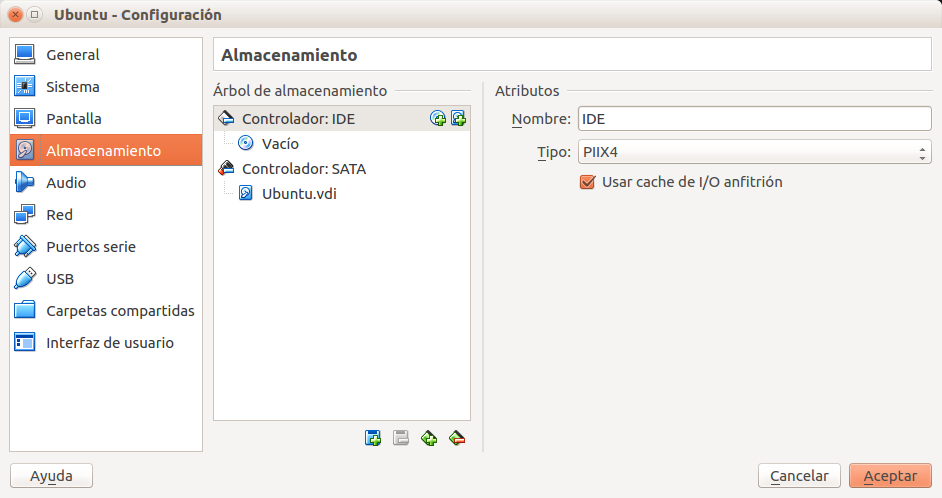 Ubuntu - Configuración
General
Sistema
Pantalla
Almacenamiento
Audio
Red
Puertos serie
USB
Carpetas compartidas
Interfaz de usuario
Almacenamiento
Árbol de almacenamiento
Controlador: IDE
Vacío
Controlador: SATA
Ubuntu.vdi
Atributos
Nombre: IDE
Tipo: PIIX4
Usar cache de I/O anfitrión
Ayuda
Cancelar
Aceptar